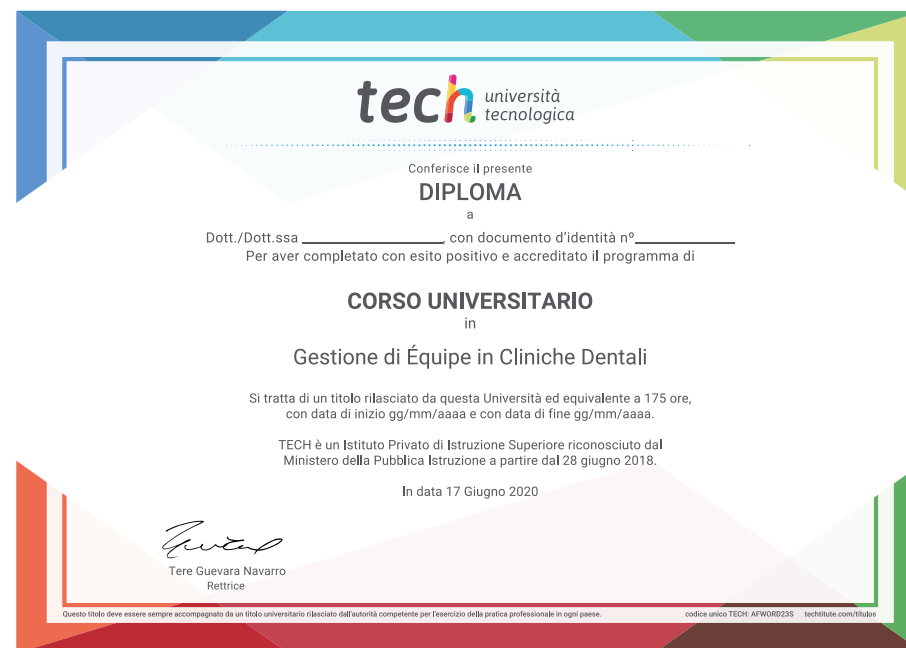 tech università
tecnologica
Conferisce il presente
DIPLOMA
a
Dott./Dott.ssa ____________________, con documento d'identità nº______________
Per aver completato con esito positivo e accreditato il programma di
CORSO UNIVERSITARIO
in
Gestione di Équipe in Cliniche Dentali
Si tratta di un titolo rilasciato da questa Università ed equivalente a 175 ore,
con data di inizio gg/mm/aaaa e con data di fine gg/mm/aaaa.
TECH è un Istituto Privato di Istruzione Superiore riconosciuto dal
Ministero della Pubblica Istruzione a partire dal 28 giugno 2018.
In data 17 Giugno 2020
Tere Guevara Navarro
Rettrice
Questo titolo deve essere sempre accompagnato da un titolo universitario rilasciato dall'autorità competente per l'esercizio della pratica professionale in ogni paese. codice unico TECH: AFWORD23S techtitute.com/títulos